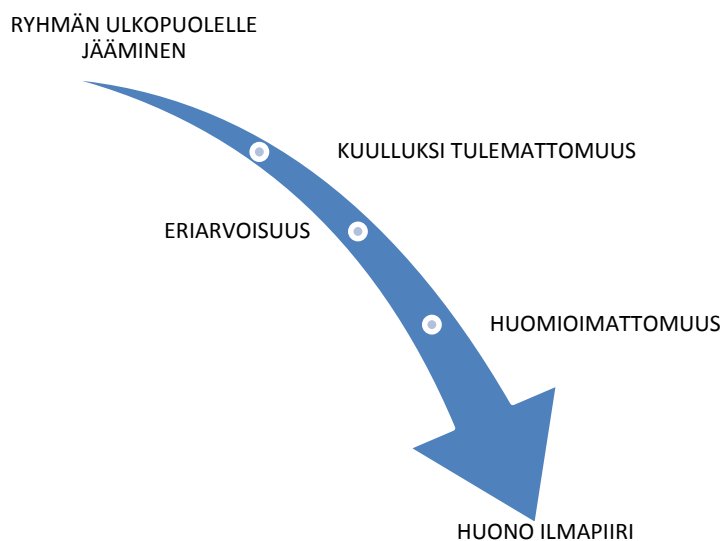 RYHMÄN ULKOPUOLELLE
JÄÄMINEN
KUULLUKSI TULEMATTOMUUS
ERIARVOISUUS
HUOMIOIMATTOMUUS
HUONO ILMAPIIRI